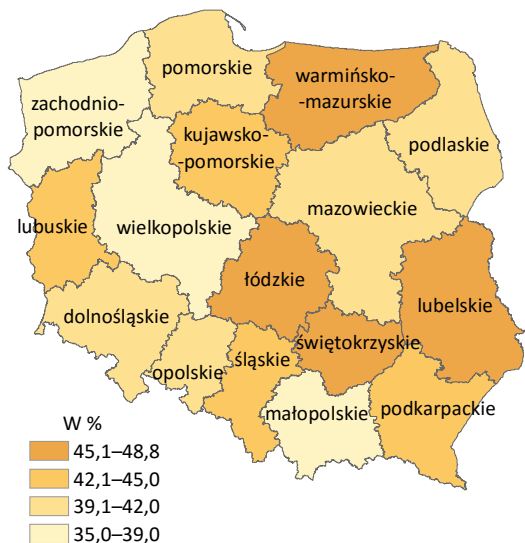 pomorskie
warmińsko-
-mazurskie
zachodnio-
pomorskie
kujawsko-
-pomorskie
podlaskie
lubuskie
wielkopolskie
mazowieckie
łódzkie
lubelskie
dolnośląskie
świętokrzyskie
opolskie
śląskie
małopolskie
podkarpackie
W %
45,1–48,8
42,1–45,0
39,1–42,0
35,0–39,0